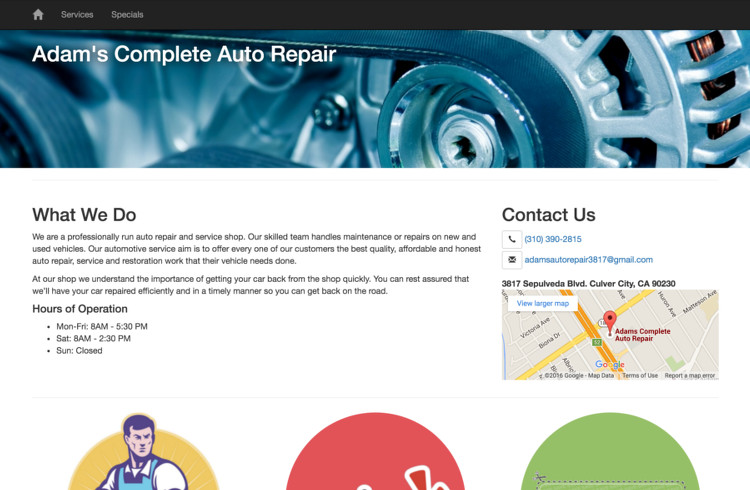 Services Specials
Adam's Complete Auto Repair
What We Do
We are a professionally run auto repair and service shop. Our skilled team handles maintenance or repairs on new and
used vehicles. Our automotive service aim is to offer every one of our customers the best quality, affordable and honest
auto repair, service and restoration work that their vehicle needs done.
At our shop we understand the importance of getting your car back from the shop quickly. You can rest assured that
we'll have your car repaired efficiently and in a timely manner so you can get back on the road.
Hours of Operation
Mon-Fri: 8AM - 5:30 PM
Sat: 8AM - 2:30 PM
Sun: Closed
Contact Us
(310) 390-2815
adamsautorepair3817@gmail.com
3817 Sepulveda Blvd. Culver City, CA 90230
View larger map
Victoria Ave
Biona Dr
Huron Ave
Matteson Ave
Adams Complete
Auto Repair
Google
©2016 Google - Map Data Terms of Use Report a map error